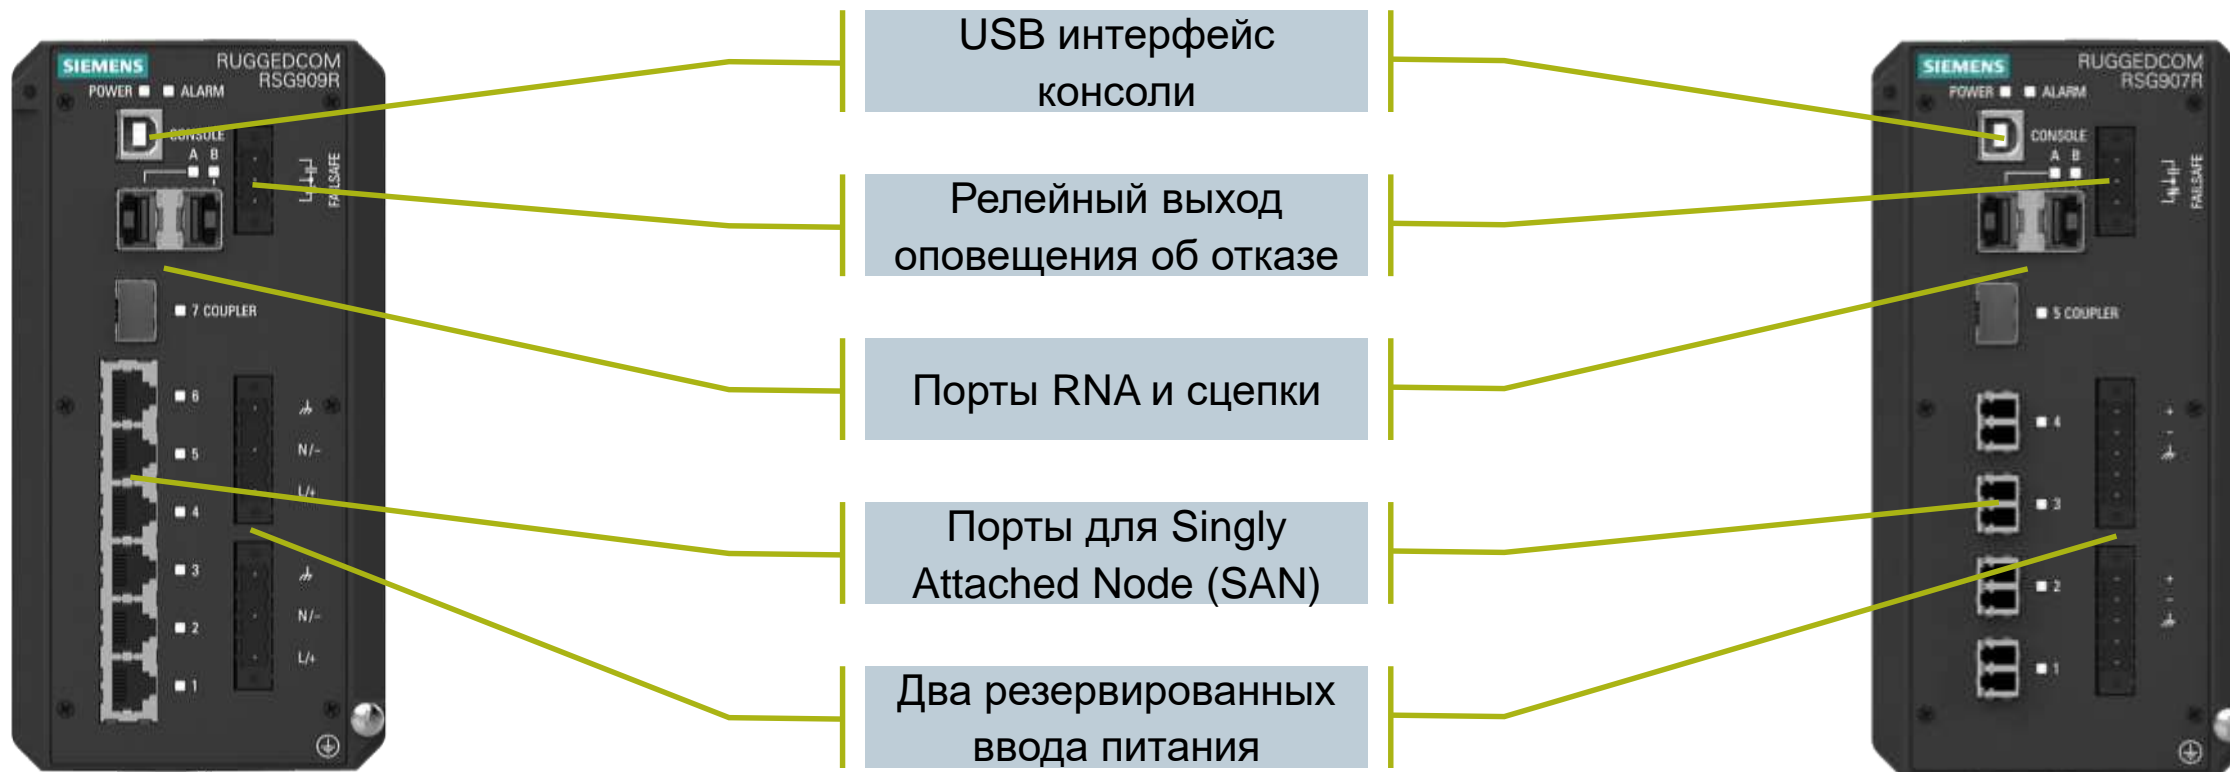 SIEMENS
RUGGEDCOM
RSG909R
POWER ALARM
CONSOLE
A B
FAILSAFE
7 COUPLER
6
5
N/-
4
L/+
3
2
N/-
L/+
1
USB интерфейс
консоли
Релейный выход
оповещения об отказе
Порты RNA и сцепки
Порты для Singly
Attached Node (SAN)
Два резервированных
ввода питания
SIEMENS
RUGGEDCOM
RSG907R
POWER ALARM
CONSOLE
A B
FAILSAFE
5 COUPLER
+
4
-
3
+
2
-
1